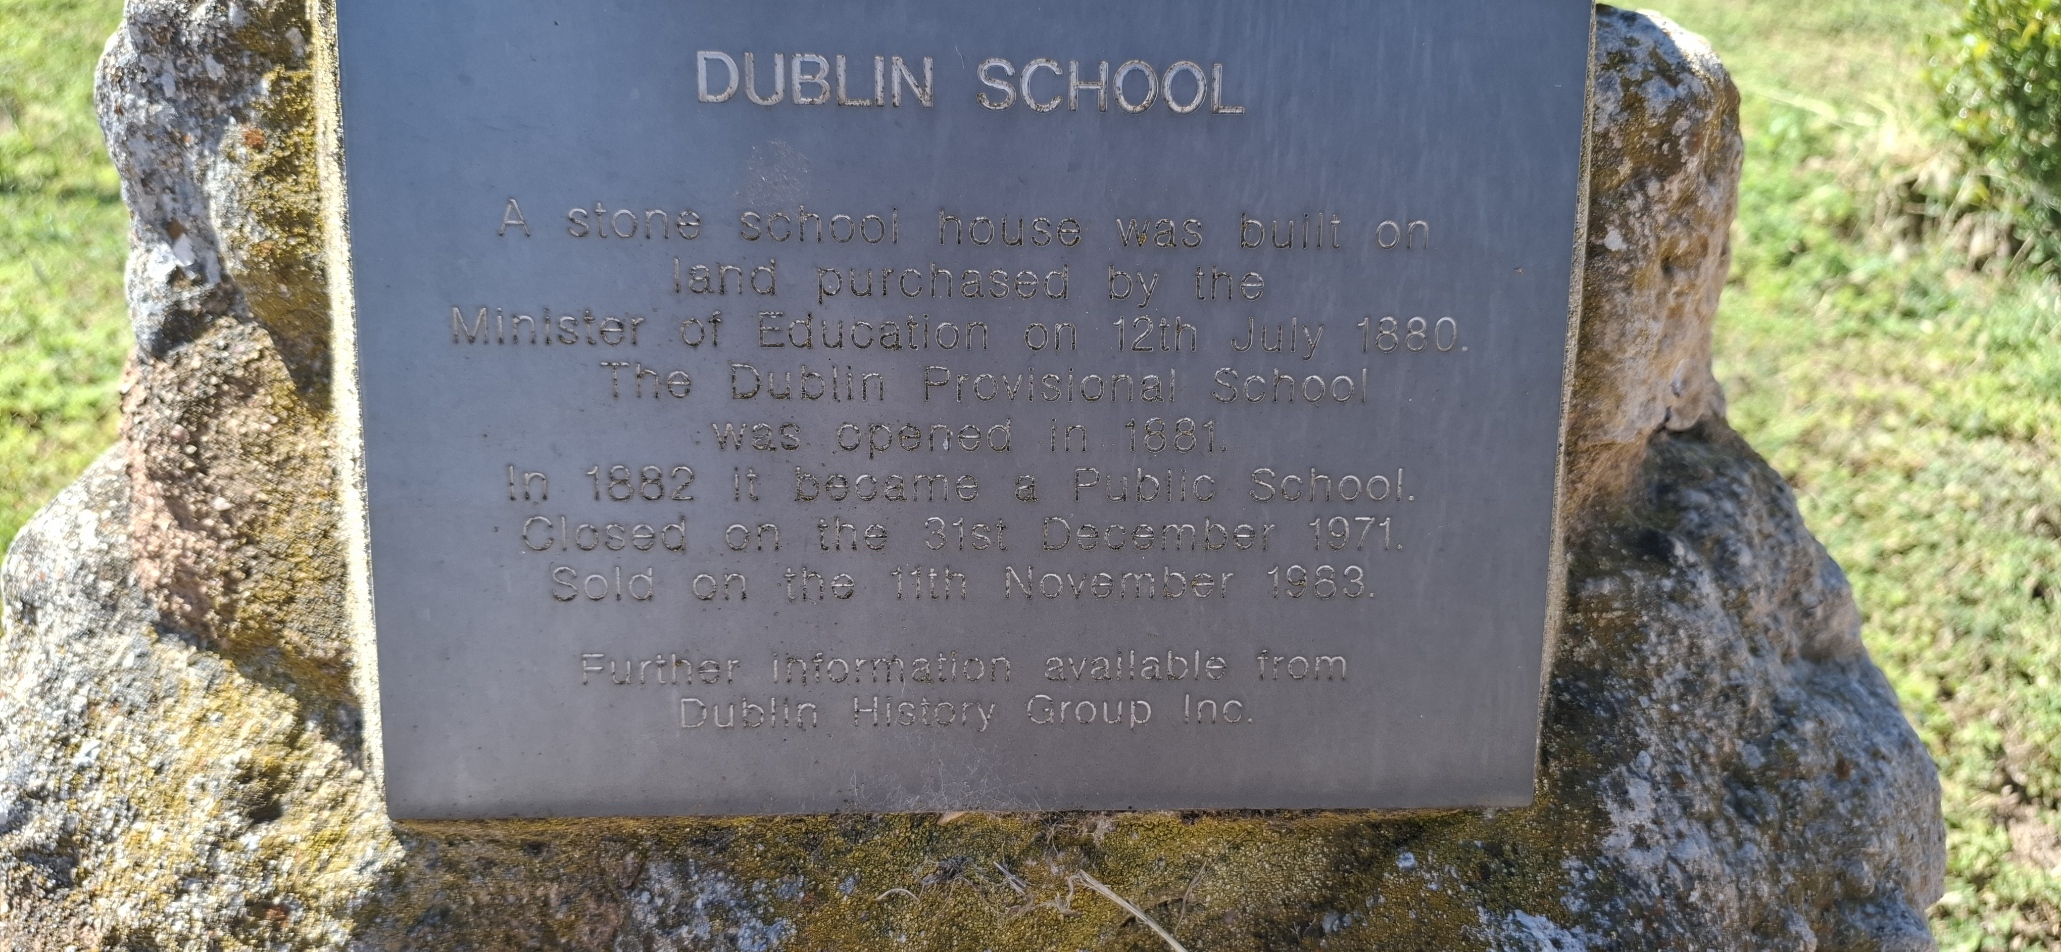 DUBLIN SCHOOL
A stone school house was built on
land purchased by the
Minister of Education on 12th July 1880.
The Dublin Provisional School
was opened in 1881.
In 1882 it became a Public School.
Closed on the 31st December 1971.
Sold on the 11th November 1983.
Further information available from
Dublin History Group Inc.